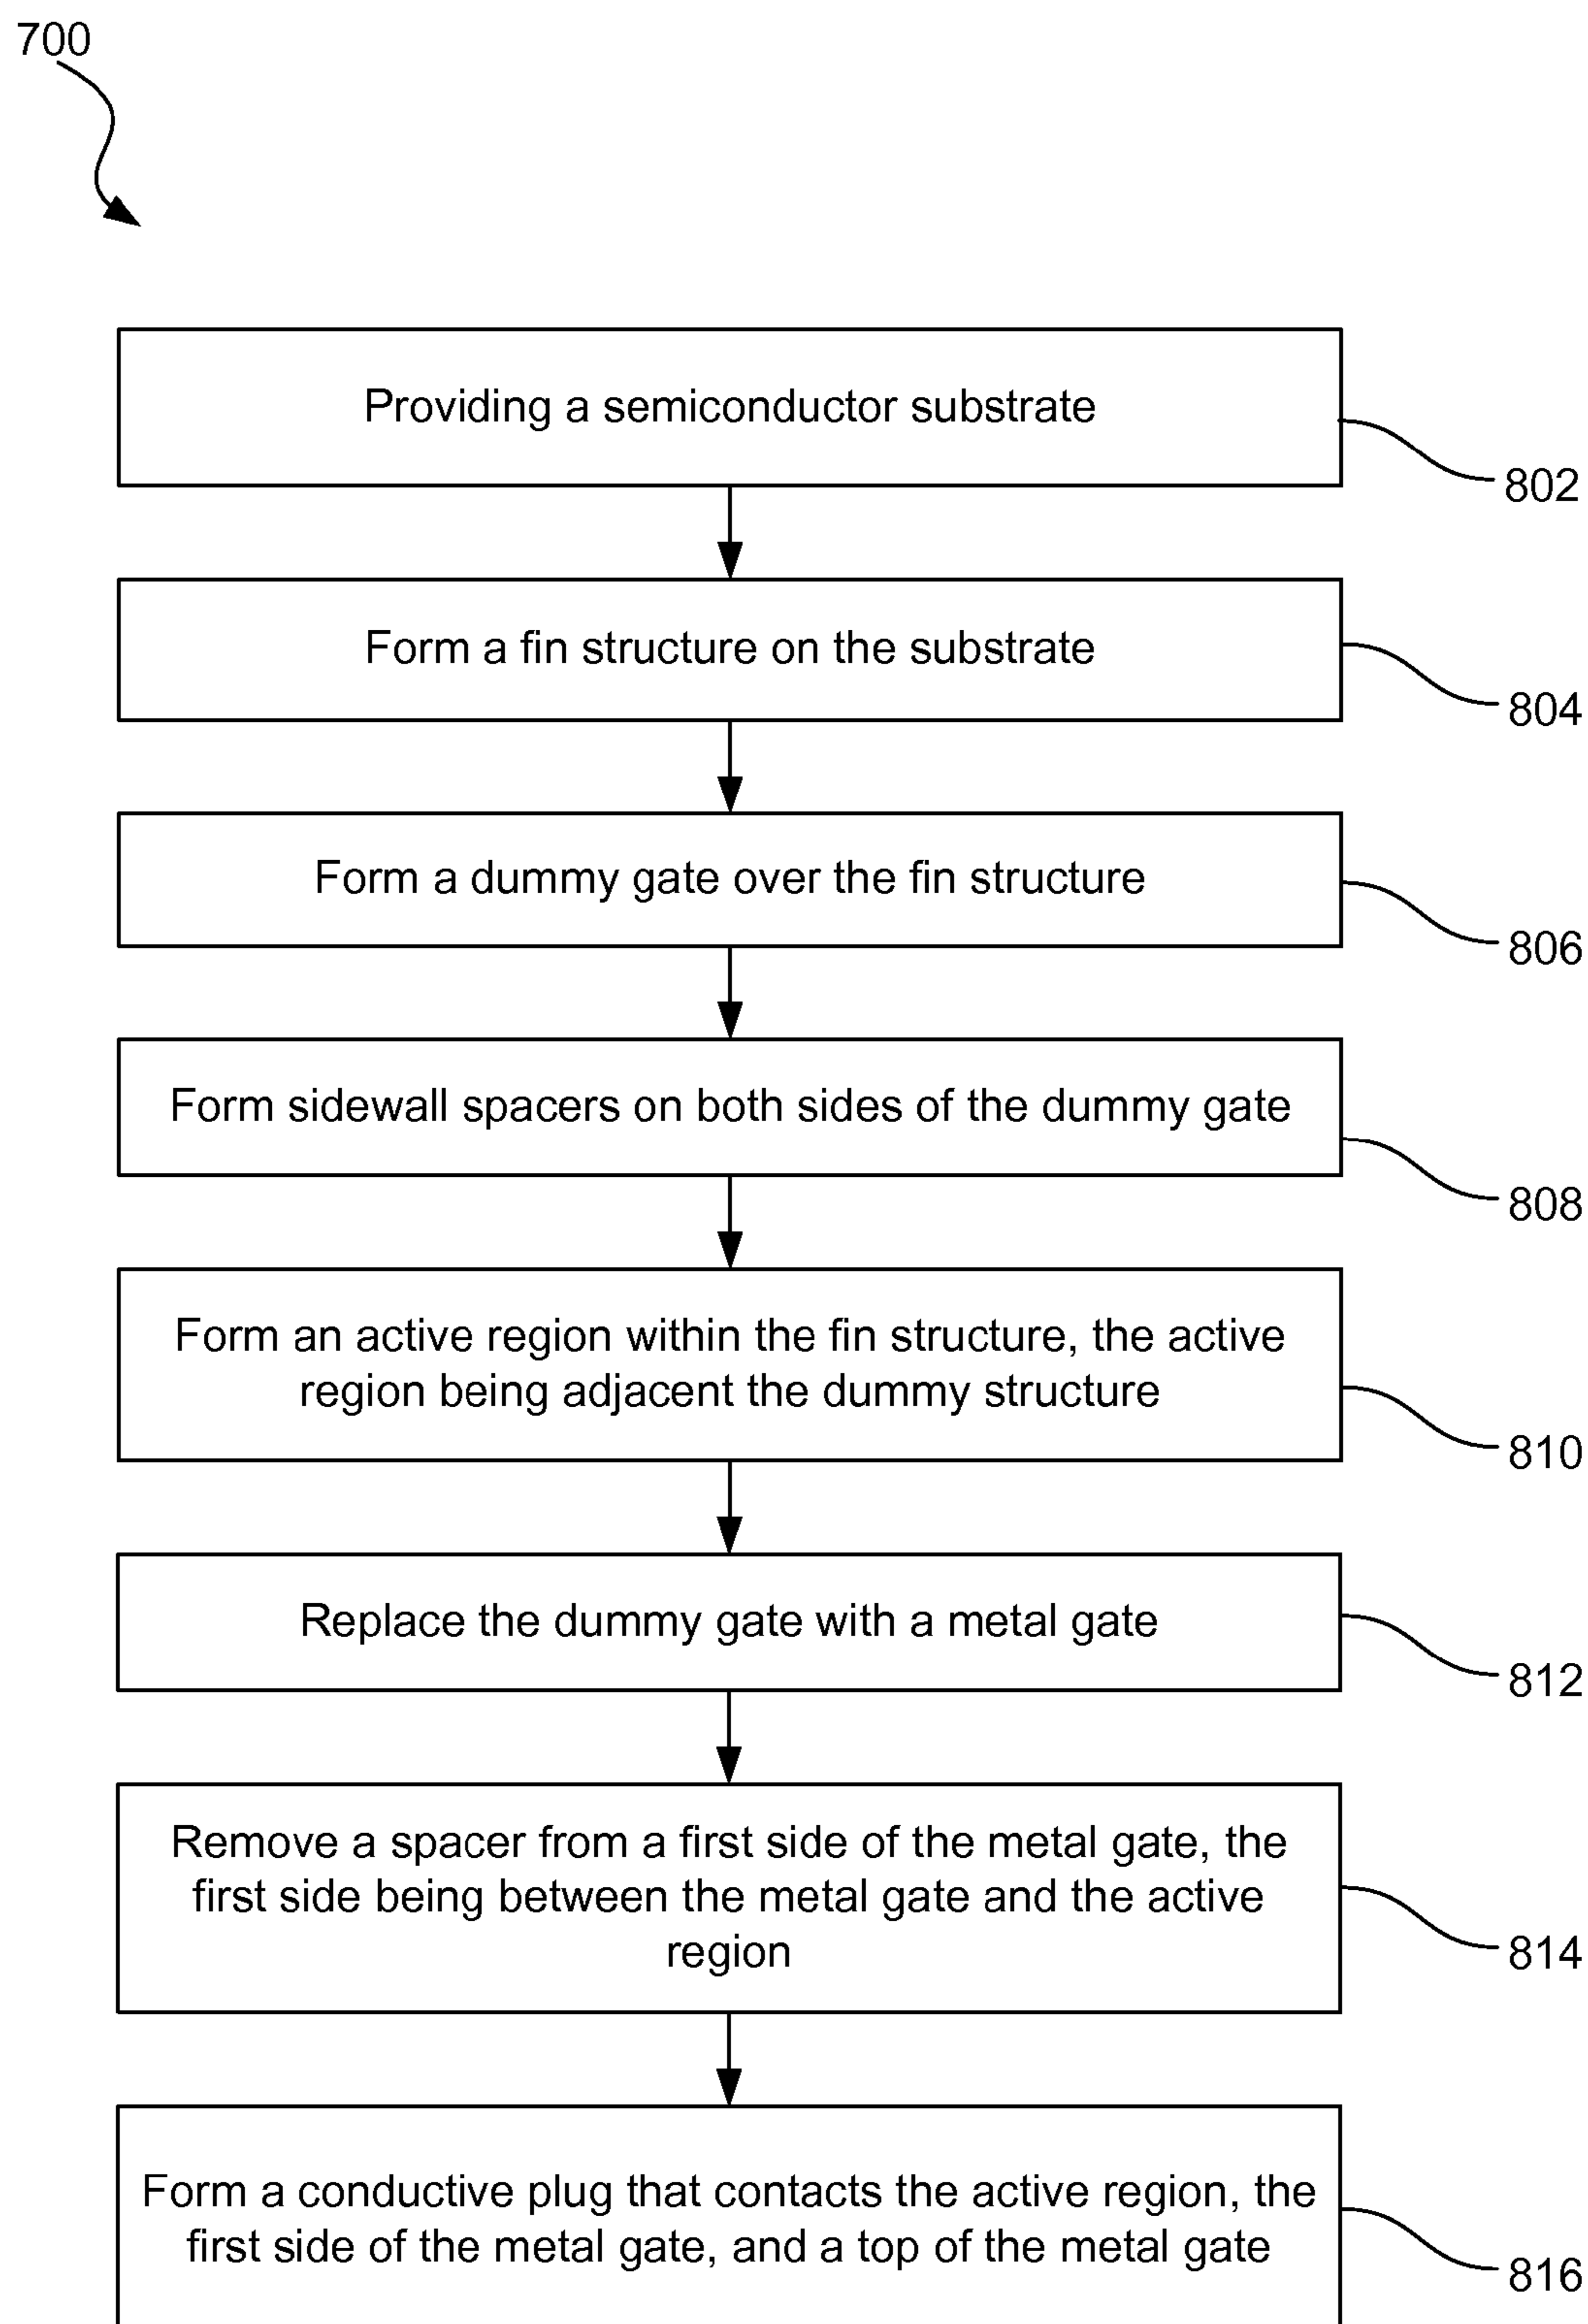 700
Providing a semiconductor substrate
802
Form a fin structure on the substrate
804
Form a dummy gate over the fin structure
806
Form sidewall spacers on both sides of the dummy gate
808
Form an active region within the fin structure, the active
region being adjacent the dummy structure
810
Replace the dummy gate with a metal gate
812
Remove a spacer from a first side of the metal gate, the
first side being between the metal gate and the active
region
814
Form a conductive plug that contacts the active region, the
first side of the metal gate, and a top of the metal gate
816